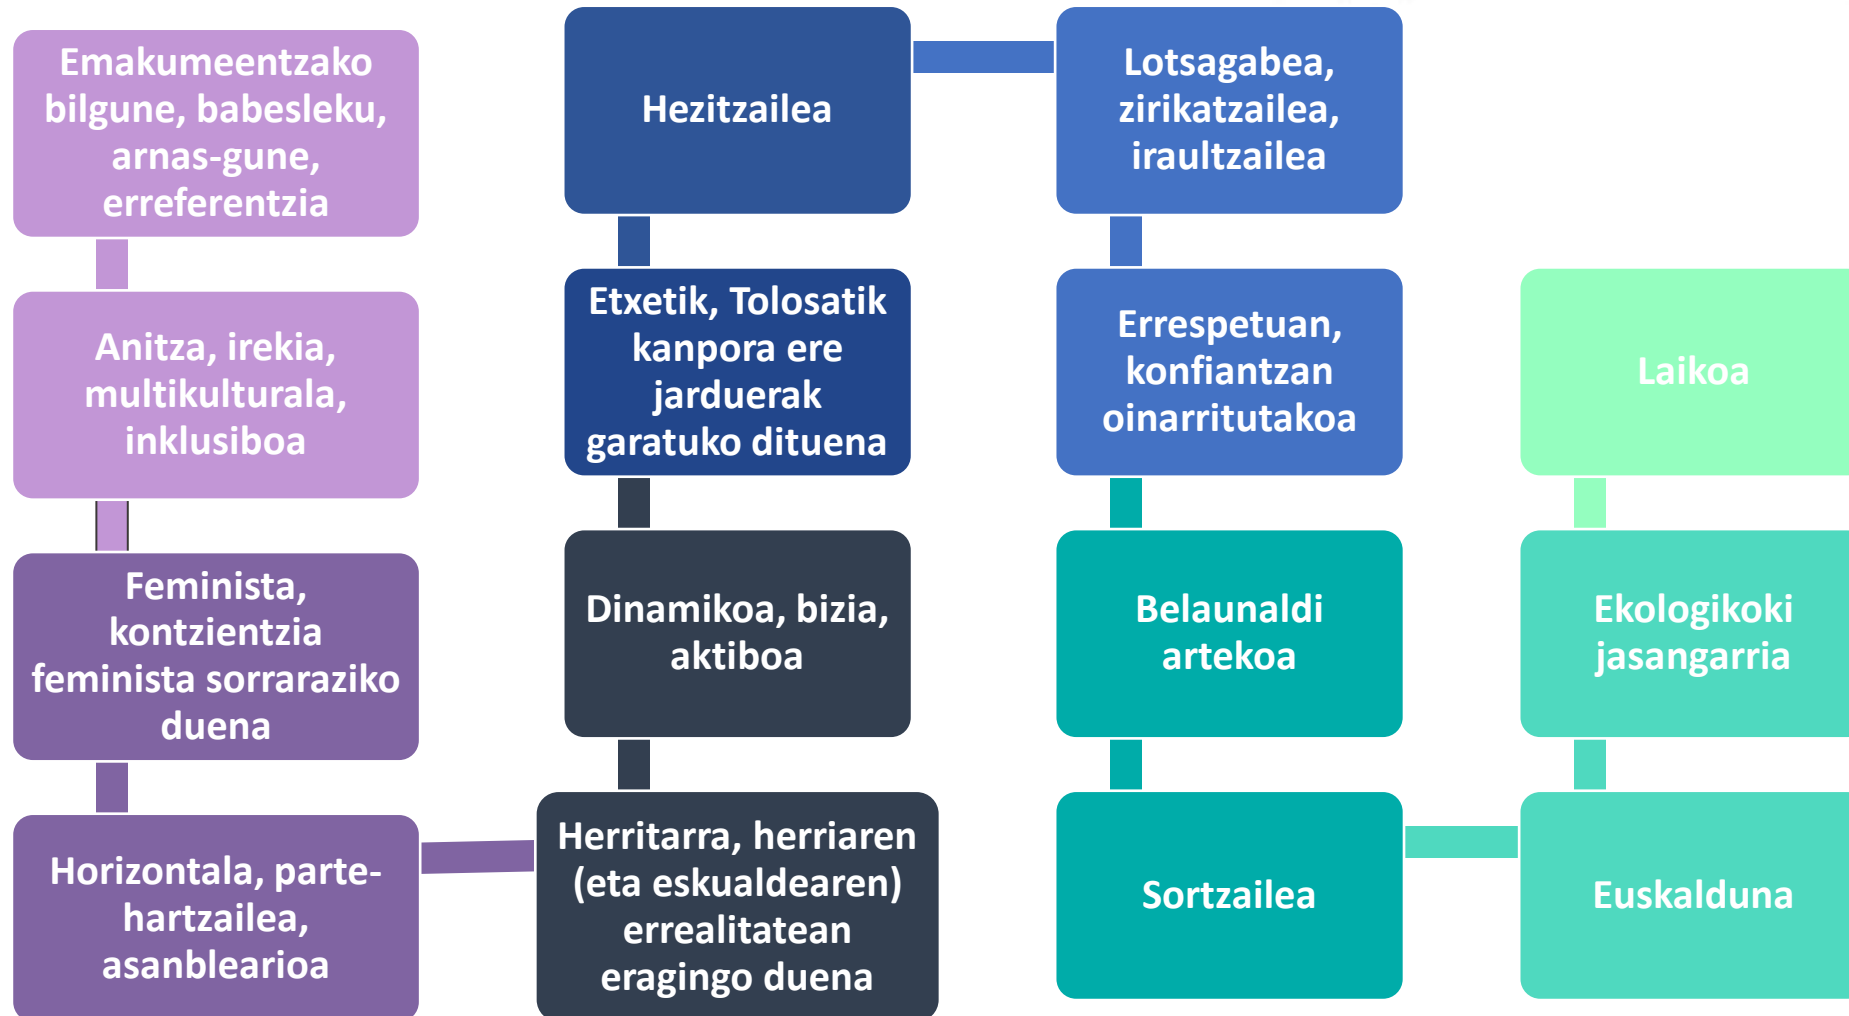 Emakumeentzako
bilgune, babesleku,
arnas-gune,
erreferentzia
Anitza, irekia,
multikulturala,
inklusiboa
Feminista,
kontzientzia
feminista sorraraziko
duena
Horizontala, parte-
hartzailea,
asanblearioa
Herritarra, herriaren
(eta eskualdearen)
errealitatean
eragingo duena
Dinamikoa, bizia,
aktiboa
Etxetik, Tolosatik
kanpora ere
jarduerak
garatuko dituena
Hezitzailea
Lotsagabea,
zirikatzailea,
iraultzailea
Errespetuan,
konfiantzan
oinarritutakoa
Belaunaldi
artekoa
Sortzailea
Euskalduna
Ekologikoki
jasangarria
Laikoa